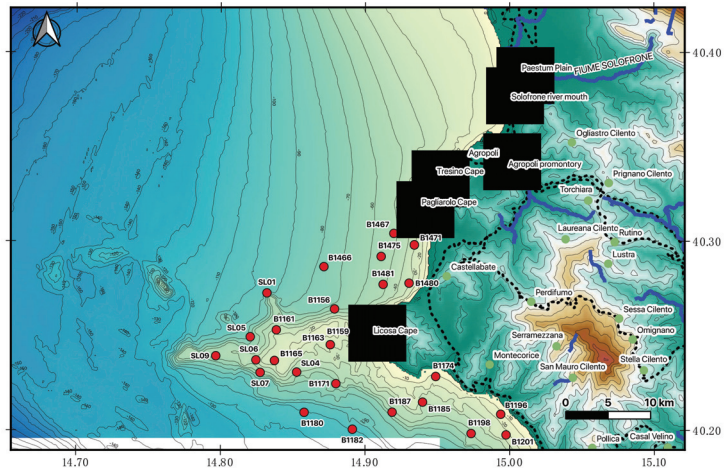 40.40
Paestum Plain
FIUME SOLOFRONE
Solofrone river mouth
Ogliastro Cilento
Agropoli
Agropoli promontory
Tresino Cape
Prignano Cilento
Torchiara
Pagliarolo Cape
B1467
Laureana Cilento
Rutino
B1471
B1475
40.30
B1466
Lustra
Castellabate
B1481
B1480
SL01
Perdifumo
B1156
Sessa Cilento
SL05
B1161
Licosa Cape
Omignano
B1163
B1159
Serramezzana
SL06
SL09
B1165
SL04
Montecorice
Stella Cilento
B1174
San Mauro Cilento
SL07
B1171
B1187
B1185
B1196
0 5 10 km
B1180
B1182
B1201
Pollica
Casal Velino
40.20
14.70 14.80 14.90 15.00 15.10